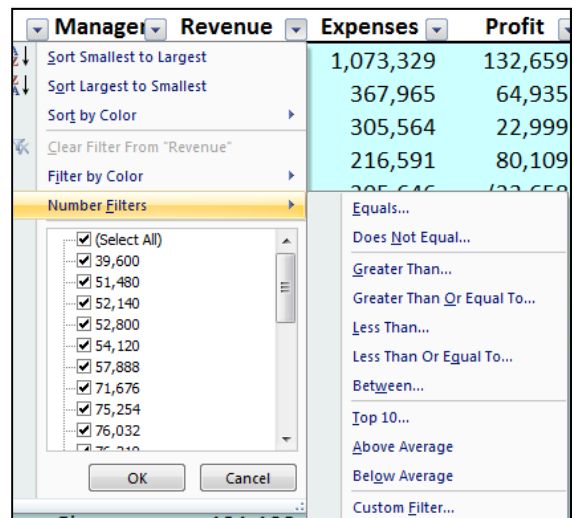 Manager Revenue Expenses Profit
Sort Smallest to Largest
Sort Largest to Smallest
Sort by Color
Clear Filter From "Revenue"
Filter by Color
Number Filters
(Select All)
39,600
51,480
52,140
52,800
54,120
57,888
71,676
75,254
76,032
OK Cancel
1,073,329 132,659
367,965 64,935
305,564 22,999
216,591 80,109
Equals...
Does Not Equal...
Greater Than...
Greater Than Or Equal To...
Less Than...
Less Than Or Equal To...
Between...
Top 10...
Above Average
Below Average
Custom Filter...